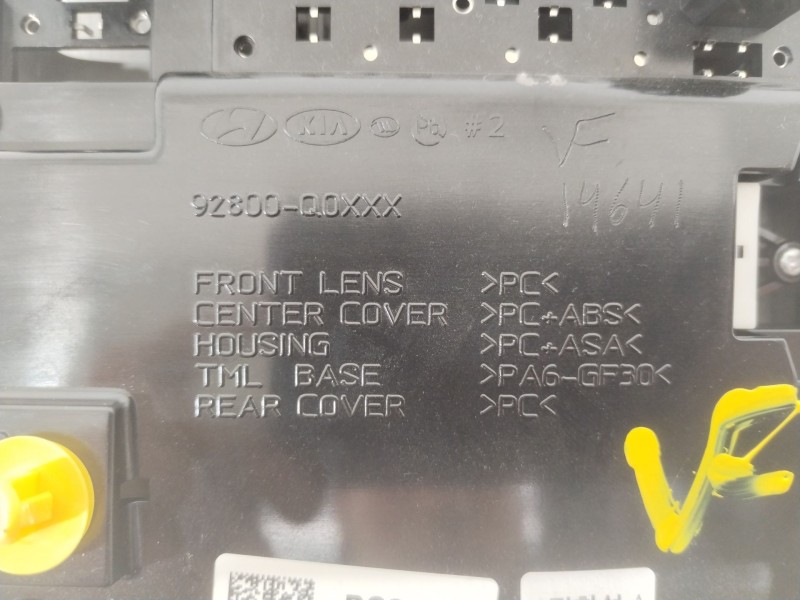 KIA #2
VF
14641
92800-Q0XXX
FRONT LENS >PC<
CENTER COVER >PC+ABS<
HOUSING >PC+ASA<
TML BASE >PA6-GF30<
REAR COVER >PC<
VF